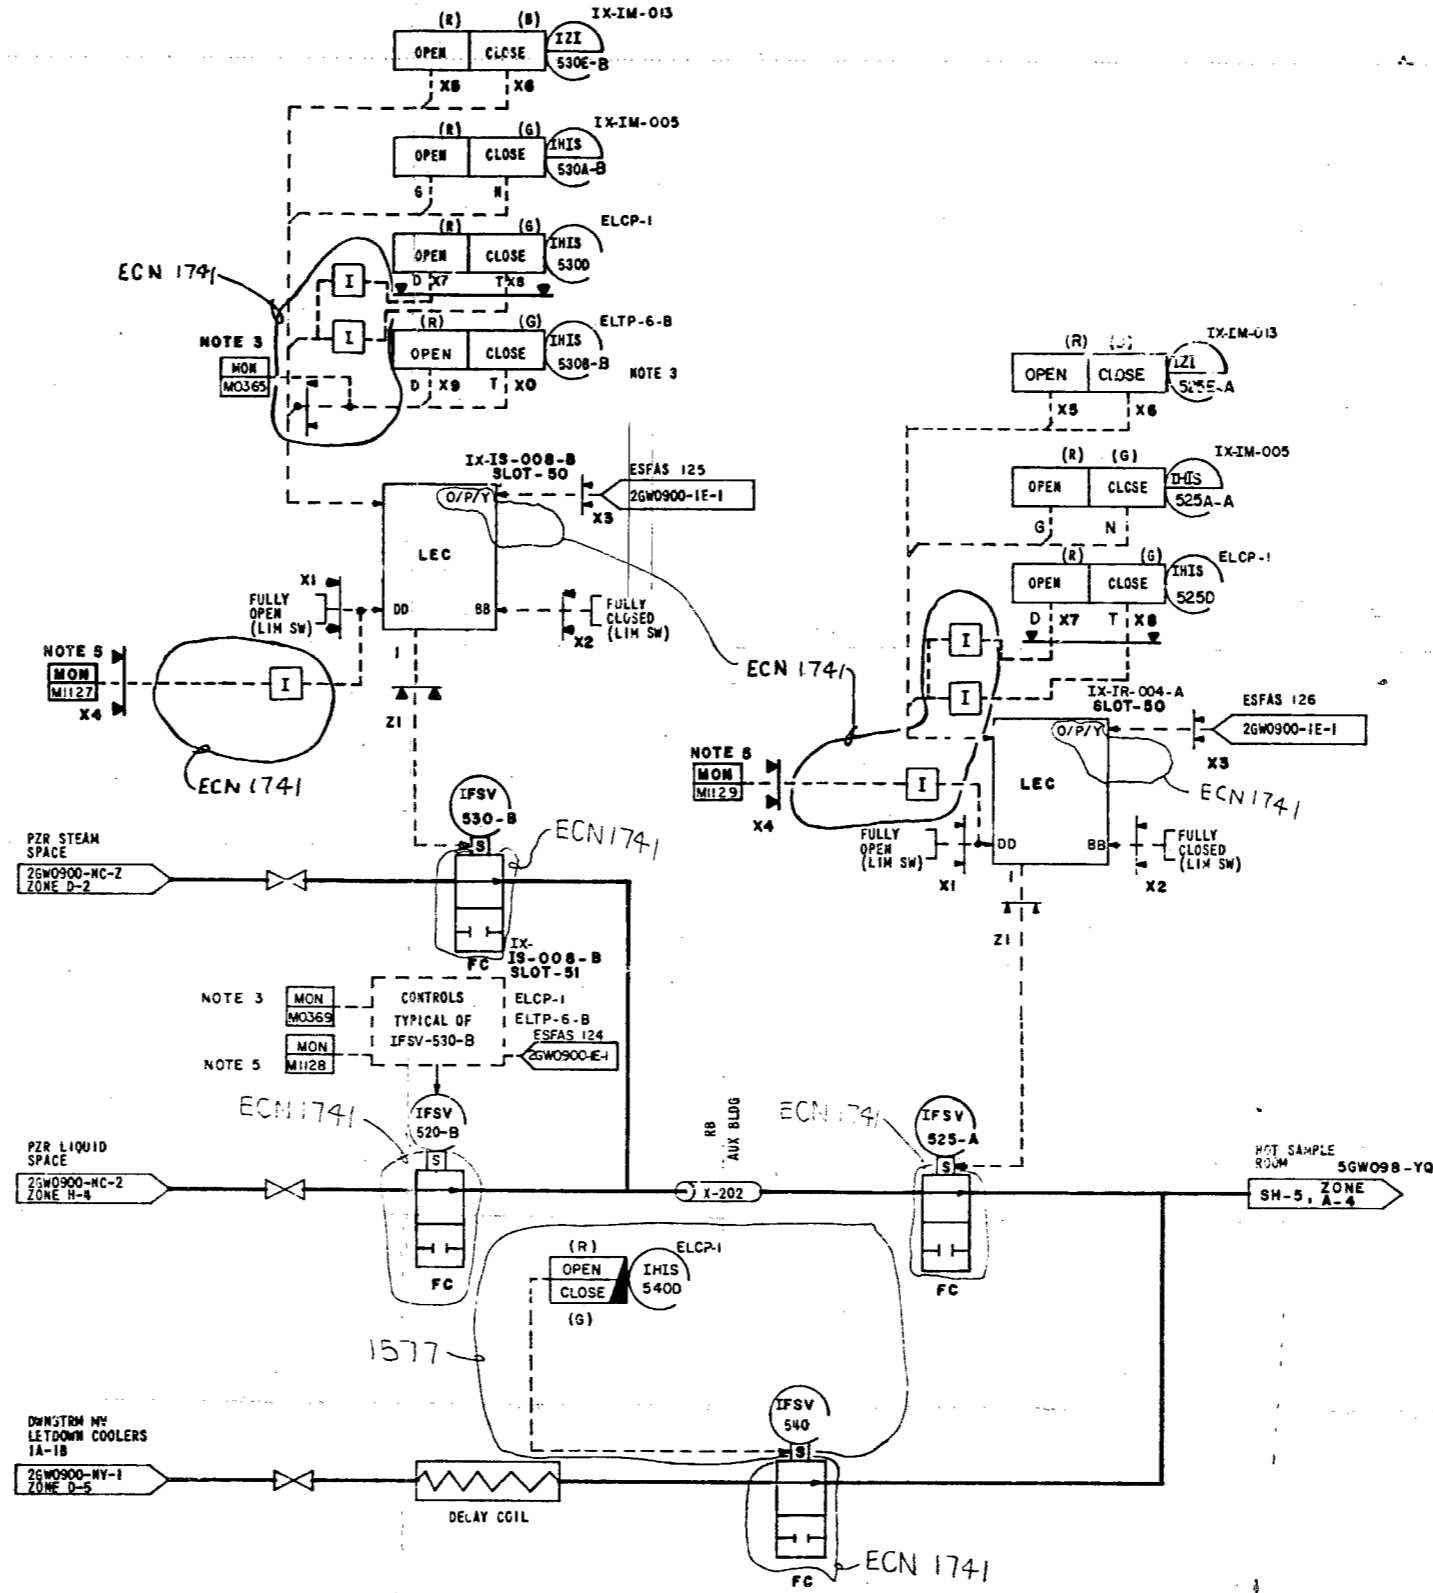 IX-IM-013
(R) (B)
OPEN CLOSE
IZI
530E-B
X5 X6
IX-IM-005
(R) (G)
OPEN CLOSE
IHIS
530A-B
G N
ELCP-1
(R) (G)
OPEN CLOSE
IHIS
530D
D X7 T X8
ECN 1741
I
I
ELTP-6-B
(R) (G)
OPEN CLOSE
IHIS
530B-B
D X9 T X0
NOTE 3
NOTE 3
MON
M0365
IX-IS-008-B
SLOT-50
O/P/Y
ESFAS 125
2GW0900-IE-1
X3
LEC
X1
FULLY
OPEN
(LIM SW)
DD BB
FULLY
CLOSED
(LIM SW)
X2
1
NOTE 5
MON
M1127
X4
I
ECN 1741
Z1
ECN 1741
IX-IM-013
(R)
OPEN CLOSE
IZI
525E-A
X5 X6
IX-IM-005
(R) (G)
OPEN CLOSE
IHIS
525A-A
G N
ELCP-1
(R) (G)
OPEN CLOSE
IHIS
525D
D X7 T X8
I
I
IX-IR-004-A
SLOT-50
O/P/Y
ESFAS 126
2GW0900-IE-1
X3
LEC
ECN 1741
NOTE
MON
M1129
X4
I
FULLY
OPEN
(LIM SW)
X1
DD BB
FULLY
CLOSED
(LIM SW)
X2
1
Z1
IFSV
530-B
S
ECN 1741
PZR STEAM
SPACE
2GW0900-NC-Z
ZONE D-2
FC
IX-
IS-008-B
SLOT-51
NOTE 3
MON
M0369
CONTROLS
TYPICAL OF
IFSV-530-B
ELCP-1
ELTP-6-B
ESFAS 124
2GW0900-IE-1
NOTE 5
MON
M1128
ECN 1741
IFSV
520-B
S
RB
AUX BLDG
ECN 1741
IFSV
525-A
S
PZR LIQUID
SPACE
2GW0900-NC-2
ZONE H-4
X-202
HOT SAMPLE
ROOM
5GW098-YQ
SH-5, ZONE
A-4
FC
FC
ELCP-1
(R)
OPEN
CLOSE
(G)
IHIS
540D
1577
IFSV
540
S
DWNSTRM MV
LETDOWN COOLERS
1A-1B
2GW0900-NY-1
ZONE D-5
DELAY COIL
ECN 1741
FC